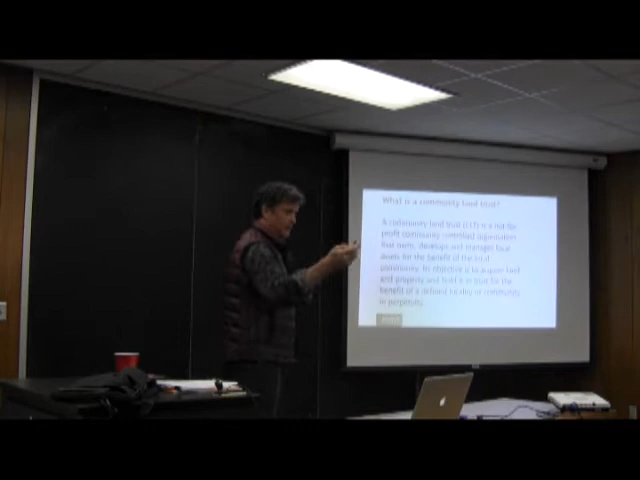 What is a community land trust?
A community land trust (CLT) is a not for
profit community controlled organisation
that owns, develops and manages local
assets for the benefit of the local
community. Its objective is to acquire land
and property and hold it in trust for the
benefit of a defined locality or community
in perpetuity.